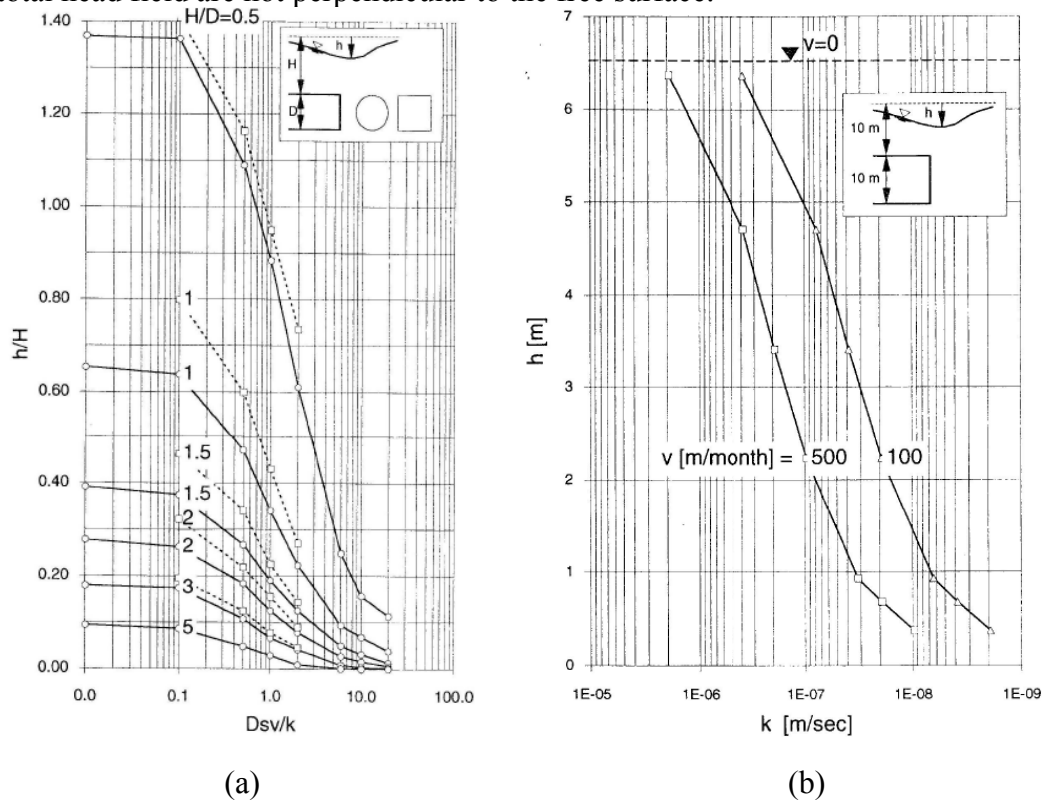 total head field are not perpendicular to the free surface.
H/D=0.5
1.40
1.20
1.00
0.80
0.60
0.40
0.20
0.00
h/H
1
1
1.5
1.5
2
2
3
5
H
D
h
0.0
0.1
1.0
10.0
100.0
Dsv/k
(a)
7
6
5
4
3
2
1
0
h [m]
v=0
10 m
10 m
h
v [m/month] = 500 100
1E-05
1E-06
1E-07
1E-08
1E-09
k [m/sec]
(b)